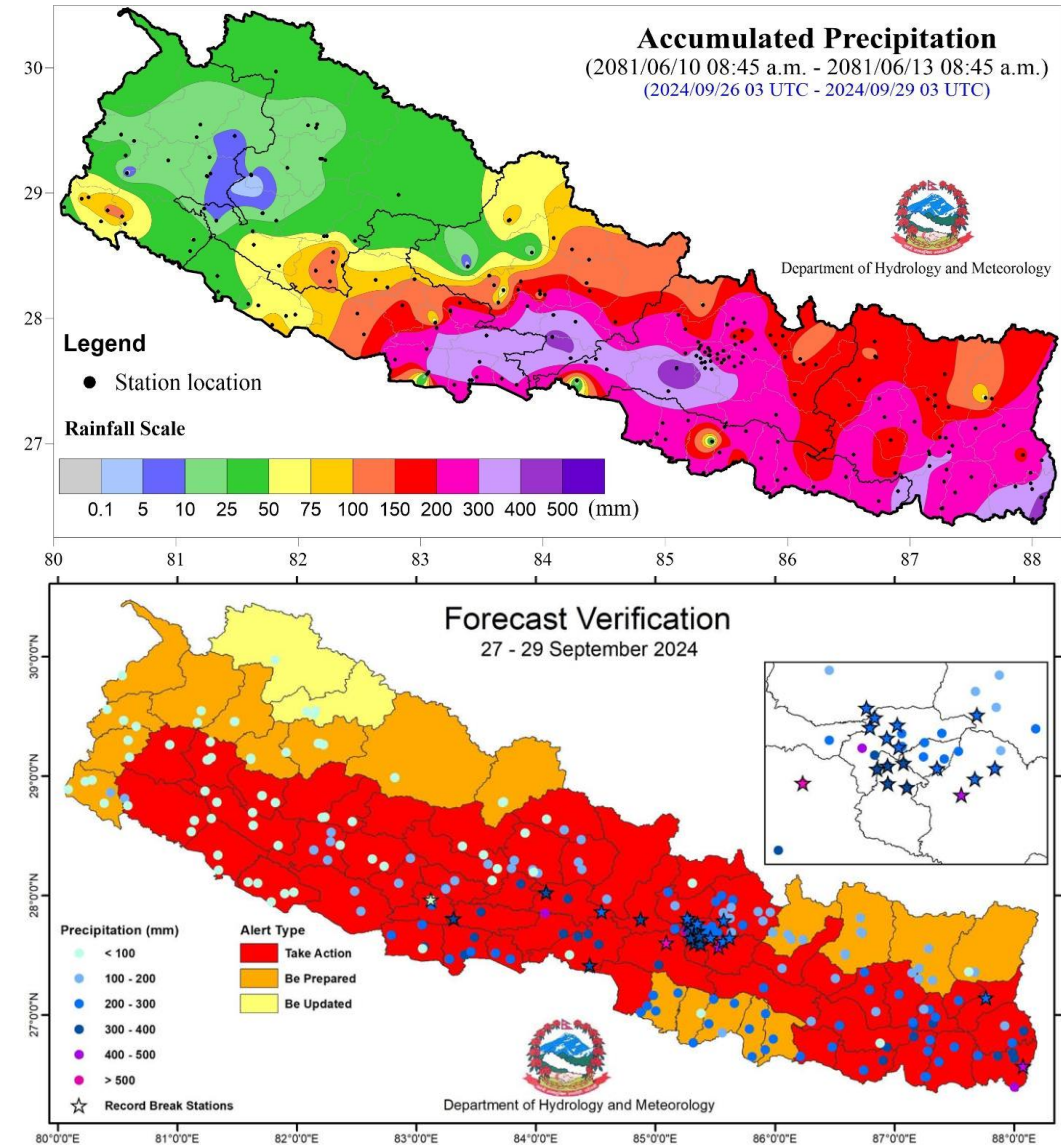 Accumulated Precipitation
(2081/06/10 08:45 a.m. - 2081/06/13 08:45 a.m.)
(2024/09/26 03 UTC - 2024/09/29 03 UTC)
30
29
28
27
Department of Hydrology and Meteorology
Legend
Station location
Rainfall Scale
0.1 5 10 25 50 75 100 150 200 300 400 500 (mm)
80 81 82 83 84 85 86 87 88
Forecast Verification
27 - 29 September 2024
30°0'0"N
29°0'0"N
28°0'0"N
27°0'0"N
Precipitation (mm)
< 100
100 - 200
200 - 300
300 - 400
400 - 500
> 500
Record Break Stations
Alert Type
Take Action
Be Prepared
Be Updated
Department of Hydrology and Meteorology
80°0'0"E 81°0'0"E 82°0'0"E 83°0'0"E 84°0'0"E 85°0'0"E 86°0'0"E 87°0'0"E 88°0'0"E